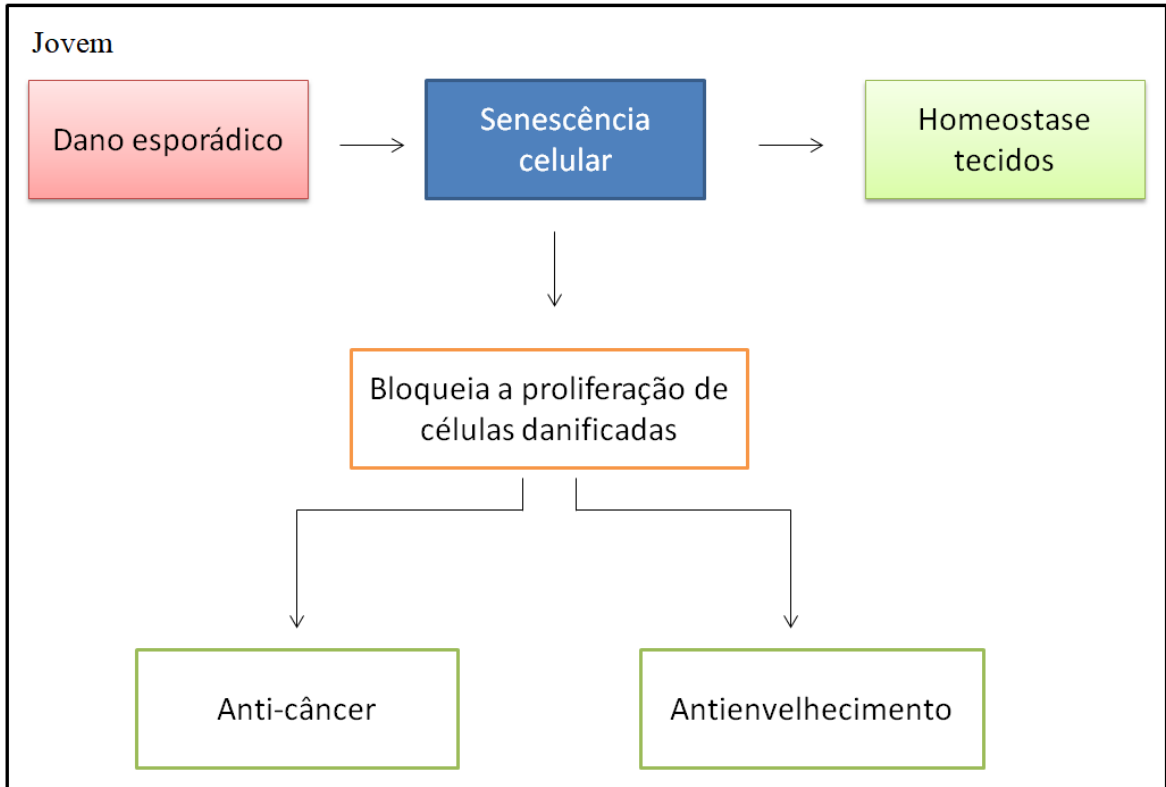 Jovem
Dano esporádico
Senescência
celular
Homeostase
tecidos
Bloqueia a proliferação de
células danificadas
Anti-câncer
Antienvelhecimento